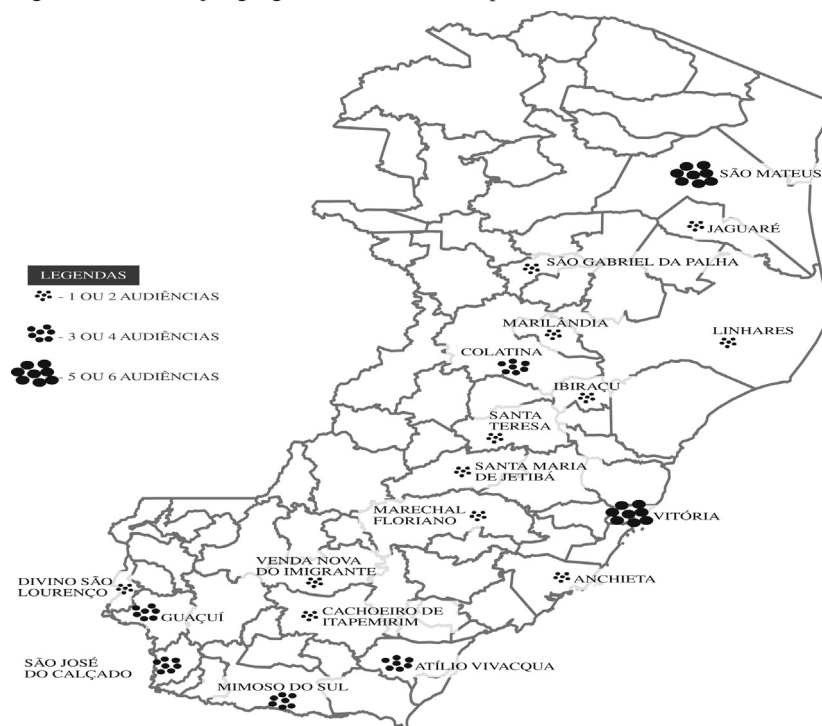 SÃO MATEUS
JAGUARÉ
SÃO GABRIEL DA PALHA
LEGENDAS
- 1 OU 2 AUDIÊNCIAS
- 3 OU 4 AUDIÊNCIAS
- 5 OU 6 AUDIÊNCIAS
MARILÂNDIA
LINHARES
COLATINA
IBIRAÇU
SANTA
TERESA
SANTA MARIA
DE JETIBÁ
MARECHAL
FLORIANO
VITÓRIA
VENDA NOVA
DO IMIGRANTE
ANCHIETA
DIVINO SÃO
LOURENÇO
GUAÇUÍ
CACHOEIRO DE
ITAPEMIRIM
SÃO JOSÉ
DO CALÇADO
ATÍLIO VIVACQUA
MIMOSO DO SUL